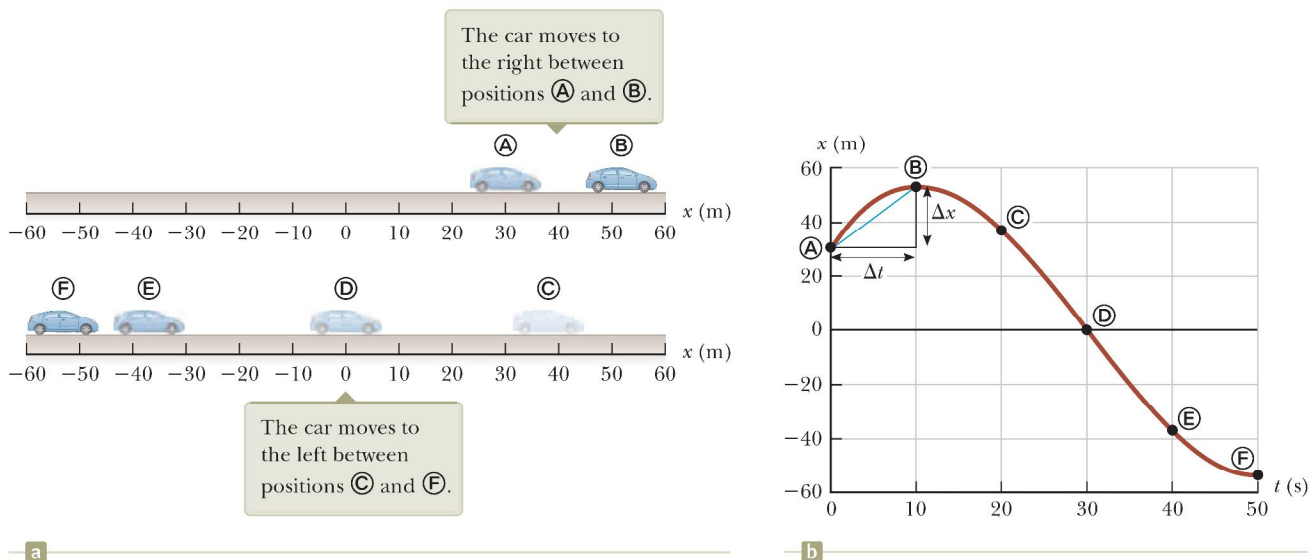 The car moves to
the right between
positions Ⓐ and Ⓑ.
Ⓐ Ⓑ
x (m)
−60 −50 −40 −30 −20 −10 0 10 20 30 40 50 60
Ⓕ Ⓔ Ⓓ Ⓒ
x (m)
−60 −50 −40 −30 −20 −10 0 10 20 30 40 50 60
The car moves to
the left between
positions Ⓒ and Ⓕ.
a
x (m)
60
Ⓑ
Δx
40
Ⓒ
Ⓐ
Δt
20
0
Ⓓ
−20
−40
Ⓔ
Ⓕ
−60
t (s)
0 10 20 30 40 50
b